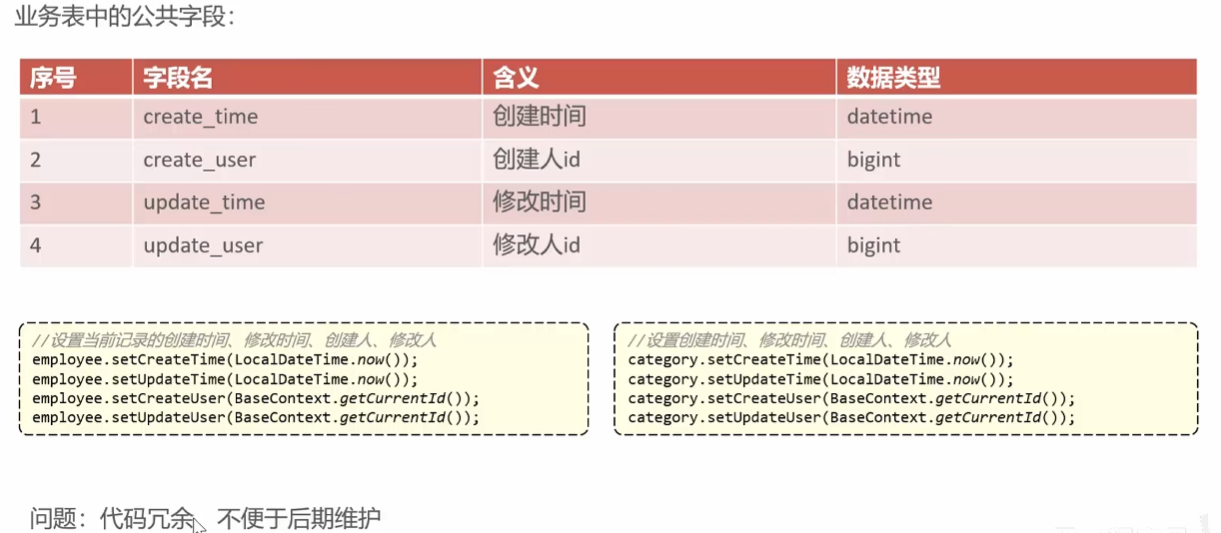 业务表中的公共字段：
序号 字段名 含义 数据类型
1 create_time 创建时间 datetime
2 create_user 创建人id bigint
3 update_time 修改时间 datetime
4 update_user 修改人id bigint
//设置当前记录的创建时间、修改时间、创建人、修改人
employee.setCreateTime(LocalDateTime.now());
employee.setUpdateTime(LocalDateTime.now());
employee.setCreateUser(BaseContext.getCurrentId());
employee.setUpdateUser(BaseContext.getCurrentId());
//设置创建时间、修改时间、创建人、修改人
category.setCreateTime(LocalDateTime.now());
category.setUpdateTime(LocalDateTime.now());
category.setCreateUser(BaseContext.getCurrentId());
category.setUpdateUser(BaseContext.getCurrentId());
问题：代码冗余、不便于后期维护